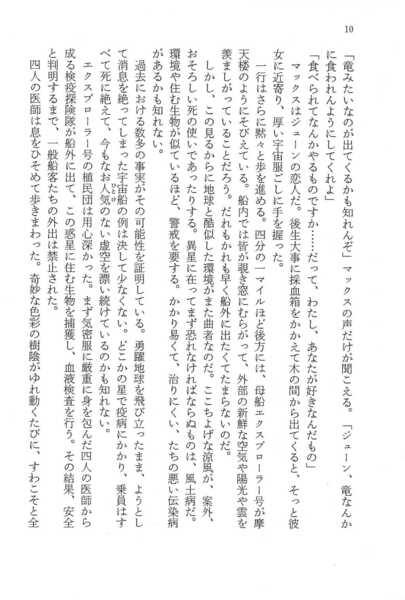 10
「竜みたいなのが出てくるかも知れんぞ」マックスの声だけが聞こえる。「ジューン、竜なんか
に食われんようにしてくれよ」
「食べられてなんかやるものですか……だって、わたし、あなたが好きなんだもの」
マックスはジューンの恋人だ。後生大事に採血箱をかかえて木の間から出てくると、そっと彼
女に近寄り、厚い宇宙服ごしに手を握った。
一行はさらに黙々と歩を進める。四分の一マイルほど後方には、母船エクスプローラー号が摩
天楼のようにそびえている。船内では皆が覗き窓にむらがって、外部の新鮮な空気や陽光や雲を
羨ましがっていることだろう。だれもかれも早く船外に出たくてたまらないのだ。
しかし、この見るからに地球と酷似した環境がまた曲者なのだ。ここちよげな涼風が、案外、
おそろしい死の使いであったりする。異星に在ってまず恐れなければならぬものは、風土病だ。
環境や住む生物が似ているほど、警戒を要する。かかり易くて、治りにくい、たちの悪い伝染病
があるかも知れない。
過去における数多の事実がその可能性を証明している。勇躍地球を飛び立ったまま、ようとし
て消息を絶ってしまった宇宙船の例は決して少なくない。どこかの星で疫病にかかり、乗員はす
べて死に絶えて、今もなお人気のない虚空を漂い続けているのかも知れない。
エクスプローラー号の植民団は用心深かった。まず気密服に厳重に身を包んだ四人の医師から
成る検疫探険隊が船外に出て、この惑星に住む生物を捕獲し、血液検査を行う。その結果、安全
と判明するまで、一般船客たちの外出は禁止された。
四人の医師は息をひそめて歩きまわった。奇妙な色彩の樹陰がゆれ動くたびに、すわこそと全